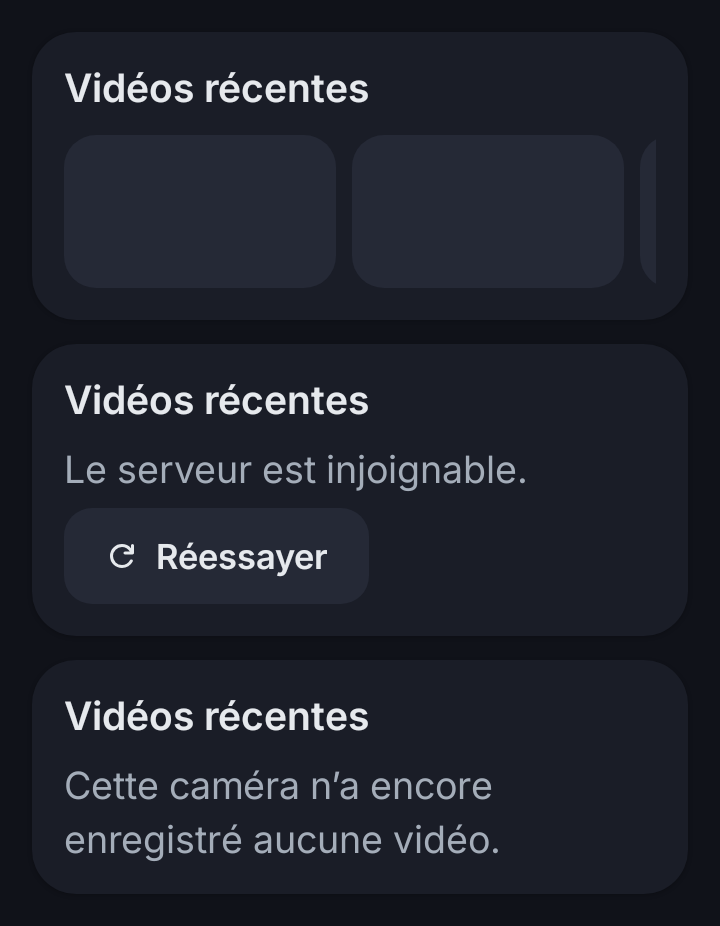 Vidéos récentes
Vidéos récentes
Le serveur est injoignable.
Réessayer
Vidéos récentes
Cette caméra n’a encore
enregistré aucune vidéo.